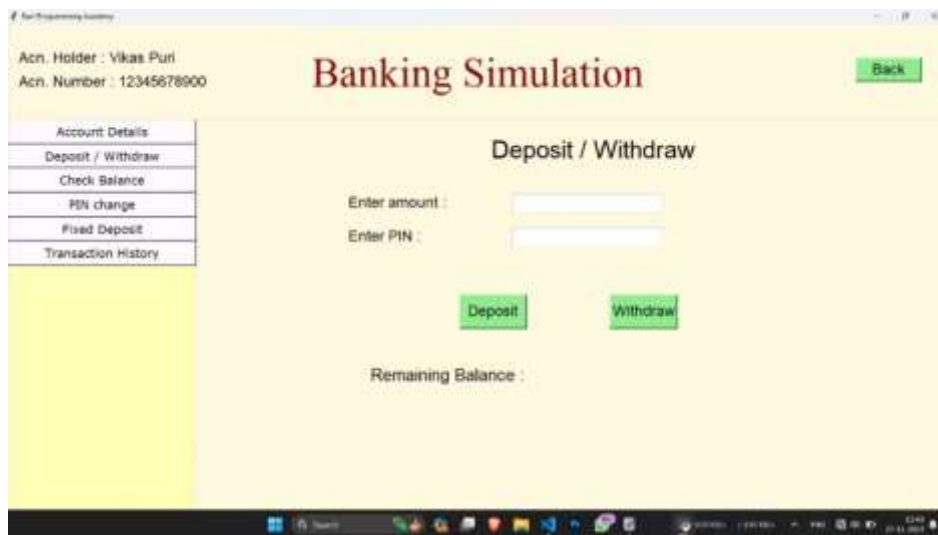 Acn. Holder : Vikas Puri
Acn. Number : 12345678900
Banking Simulation
Back
Account Details
Deposit / Withdraw
Check Balance
PIN change
Fixed Deposit
Transaction History
Deposit / Withdraw
Enter amount :
Enter PIN :
Deposit
Withdraw
Remaining Balance :
Search